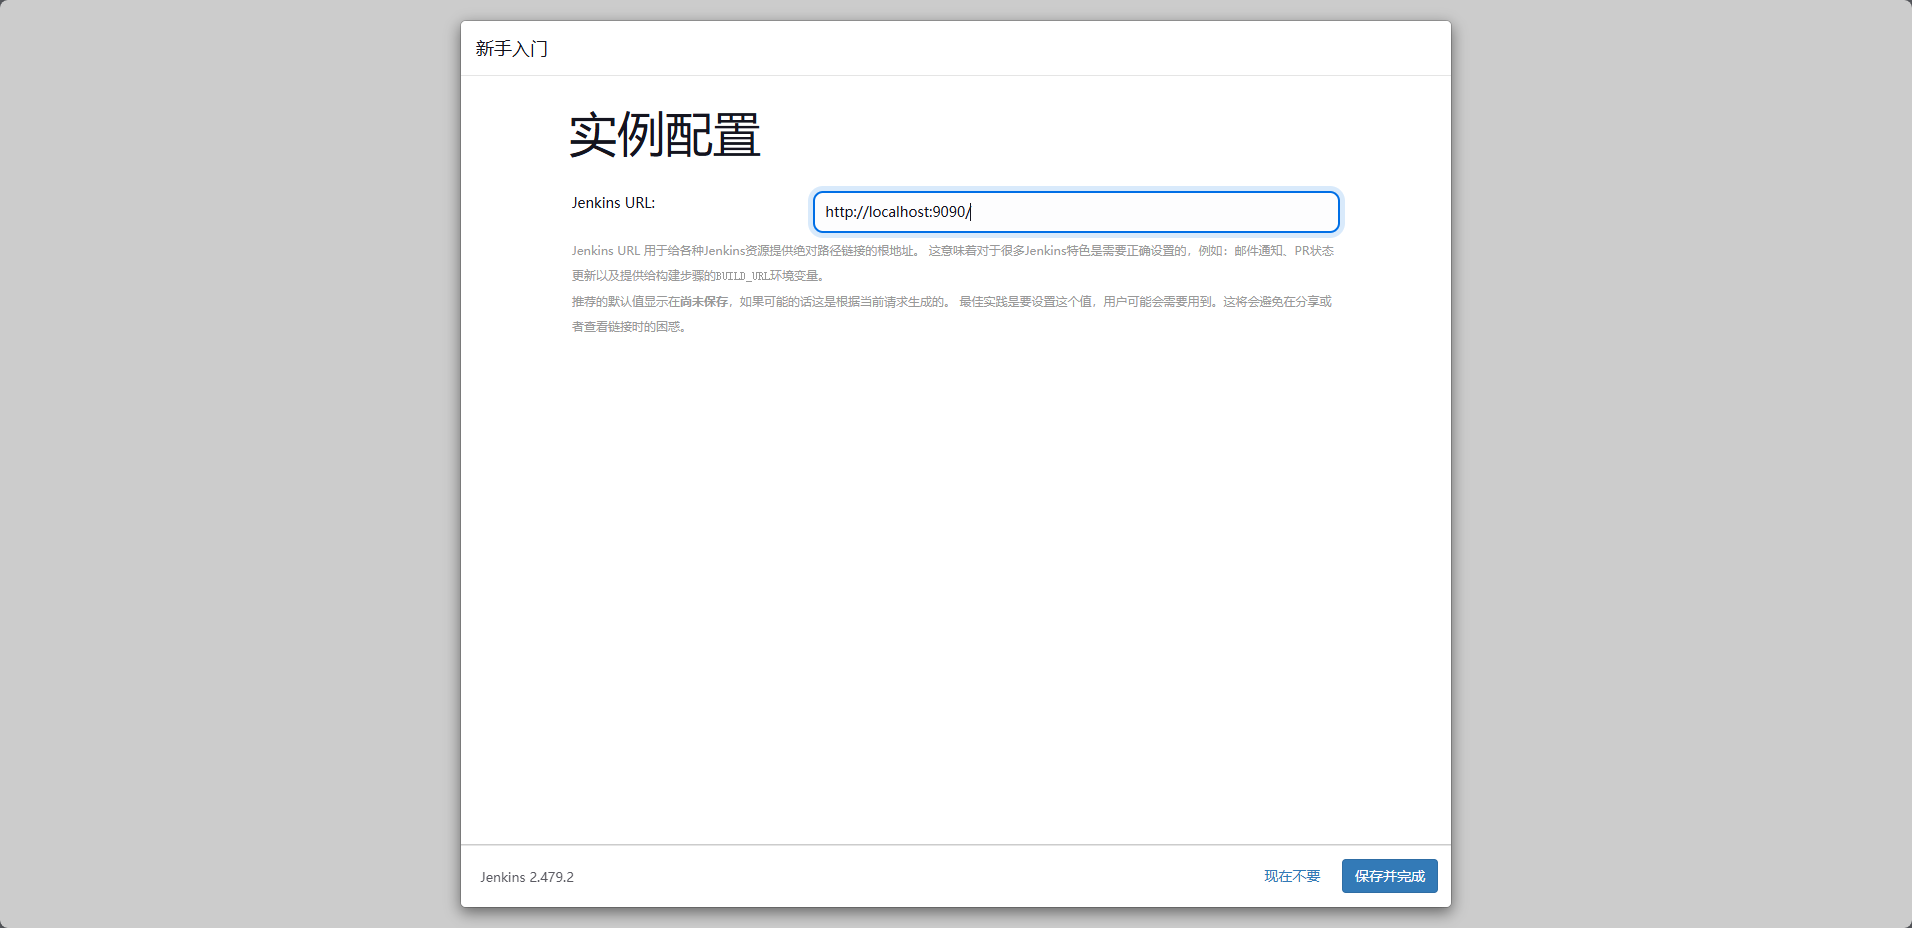 新手入门
实例配置
Jenkins URL:
http://localhost:9090/
Jenkins URL 用于给各种Jenkins资源提供绝对路径链接的根地址。 这意味着对于很多Jenkins特色是需要正确设置的，例如：邮件通知、PR状态
更新以及提供给构建步骤的BUILD_URL环境变量。
推荐的默认值显示在尚未保存，如果可能的话这是根据当前请求生成的。 最佳实践是要设置这个值，用户可能会需要用到。这将会避免在分享或
者查看链接时的困惑。
Jenkins 2.479.2
现在不要
保存并完成